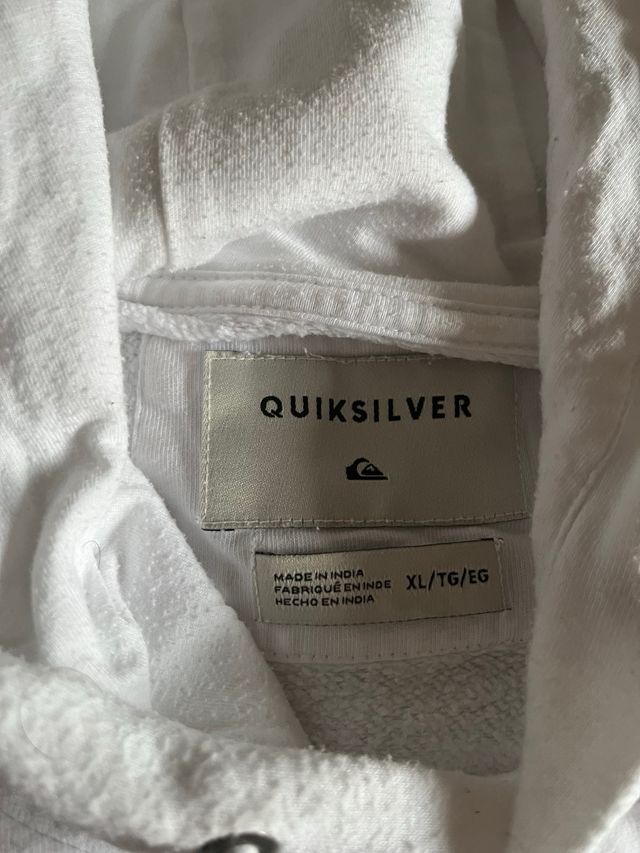 QUIKSILVER
MADE IN INDIA
FABRIQUÉ EN INDE
HECHO EN INDIA
XL/TG/EG